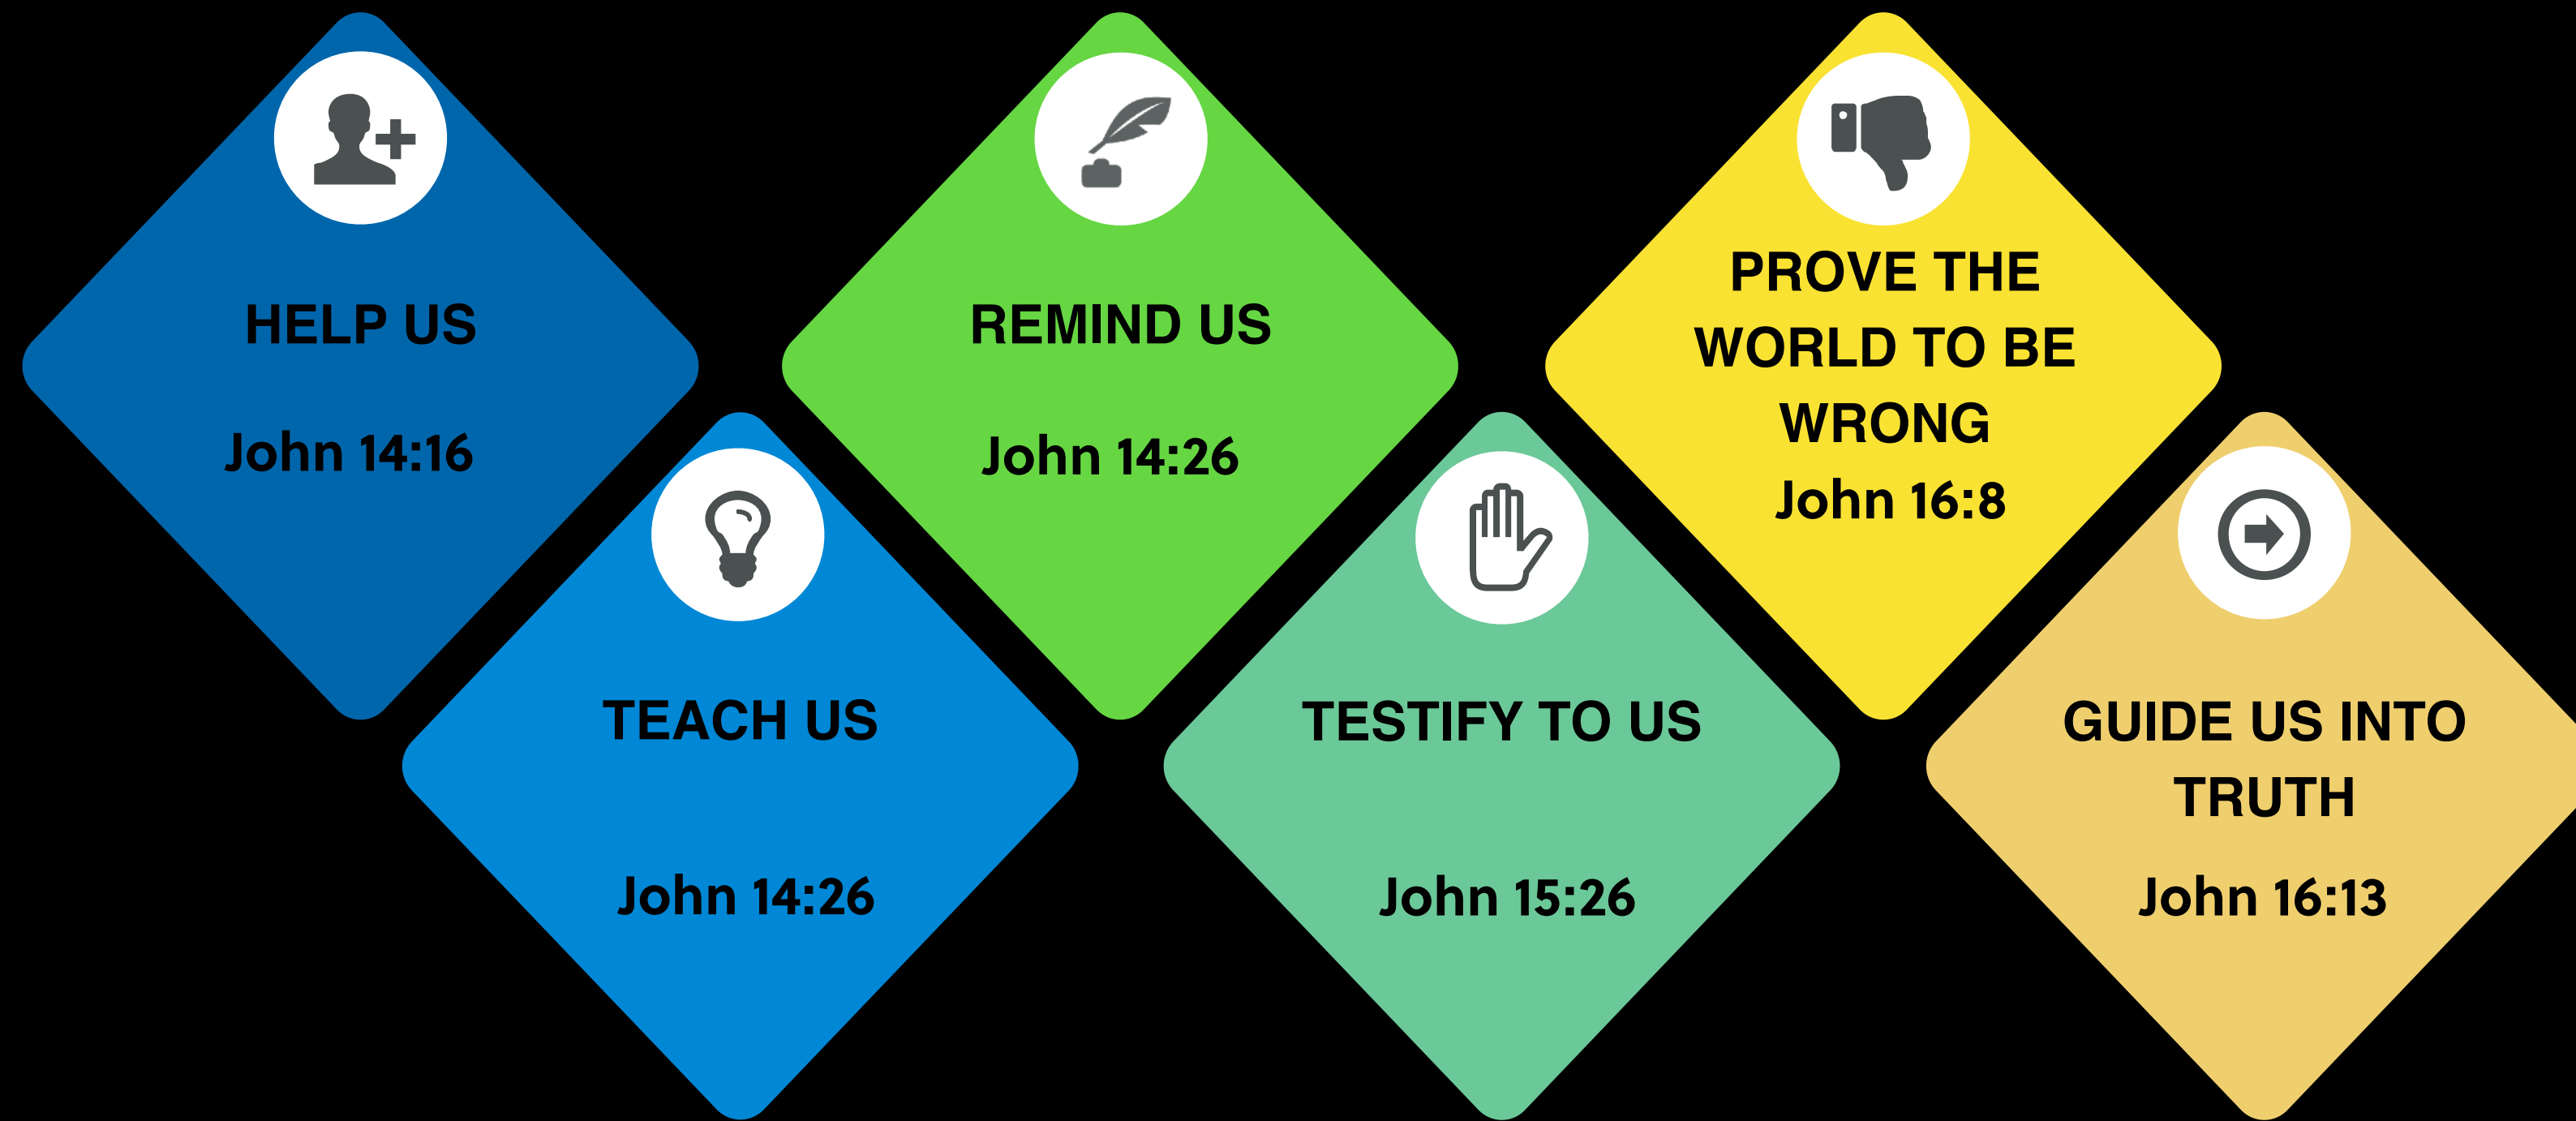 HELP US
John 14:16
TEACH US
John 14:26
REMIND US
John 14:26
TESTIFY TO US
John 15:26
PROVE THE
WORLD TO BE
WRONG
John 16:8
GUIDE US INTO
TRUTH
John 16:13